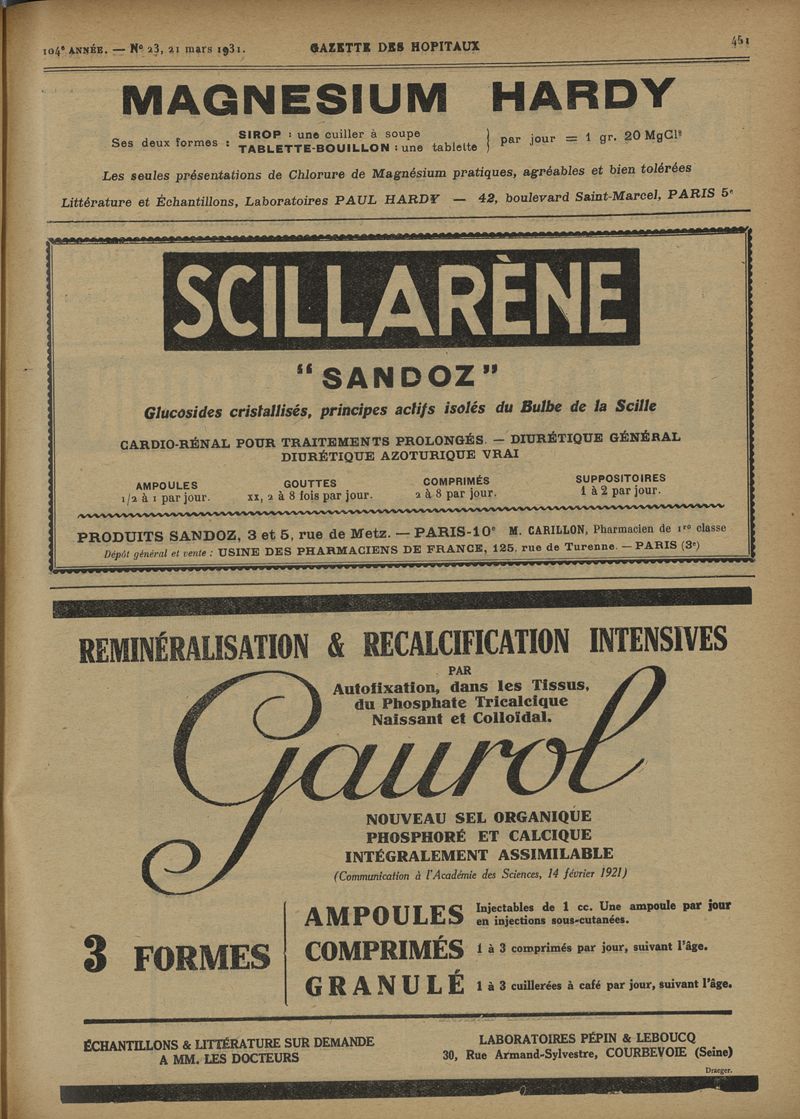 104e ANNÉE. — No 23, 21 mars 1931.
GAZETTE DES HOPITAUX
451
MAGNESIUM HARDY
Ses deux formes : SIROP : une cuiller à soupe
TABLETTE-BOUILLON : une tablette
par jour = 1 gr. 20 MgCl²
Les seules présentations de Chlorure de Magnésium pratiques, agréables et bien tolérées
Littérature et Échantillons, Laboratoires PAUL HARDY — 42, boulevard Saint-Marcel, PARIS 5e
SCILLARÈNE
“SANDOZ”
Glucosides cristallisés, principes actifs isolés du Bulbe de la Scille
CARDIO-RÉNAL POUR TRAITEMENTS PROLONGÉS. — DIURÉTIQUE GÉNÉRAL
DIURÉTIQUE AZOTURIQUE VRAI
AMPOULES
1/2 à 1 par jour.
GOUTTES
XX, 2 à 8 fois par jour.
COMPRIMÉS
2 à 8 par jour.
SUPPOSITOIRES
1 à 2 par jour.
PRODUITS SANDOZ, 3 et 5, rue de Metz. — PARIS-10e M. CARILLON, Pharmacien de 1re classe
Dépôt général et vente : USINE DES PHARMACIENS DE FRANCE, 125, rue de Turenne. — PARIS (3e)
REMINÉRALISATION & RECALCIFICATION INTENSIVES
PAR
Autofixation, dans les Tissus,
du Phosphate Tricalcique
Naissant et Colloïdal.
Gaurol
NOUVEAU SEL ORGANIQUE
PHOSPHORÉ ET CALCIQUE
INTÉGRALEMENT ASSIMILABLE
(Communication à l'Académie des Sciences, 14 février 1921)
3 FORMES
AMPOULES Injectables de 1 cc. Une ampoule par jour
en injections sous-cutanées.
COMPRIMÉS 1 à 3 comprimés par jour, suivant l'âge.
GRANULÉ 1 à 3 cuillerées à café par jour, suivant l'âge.
ÉCHANTILLONS & LITTÉRATURE SUR DEMANDE
A MM. LES DOCTEURS
LABORATOIRES PÉPIN & LEBOUCQ
30, Rue Armand-Sylvestre, COURBEVOIE (Seine)
Draeger.